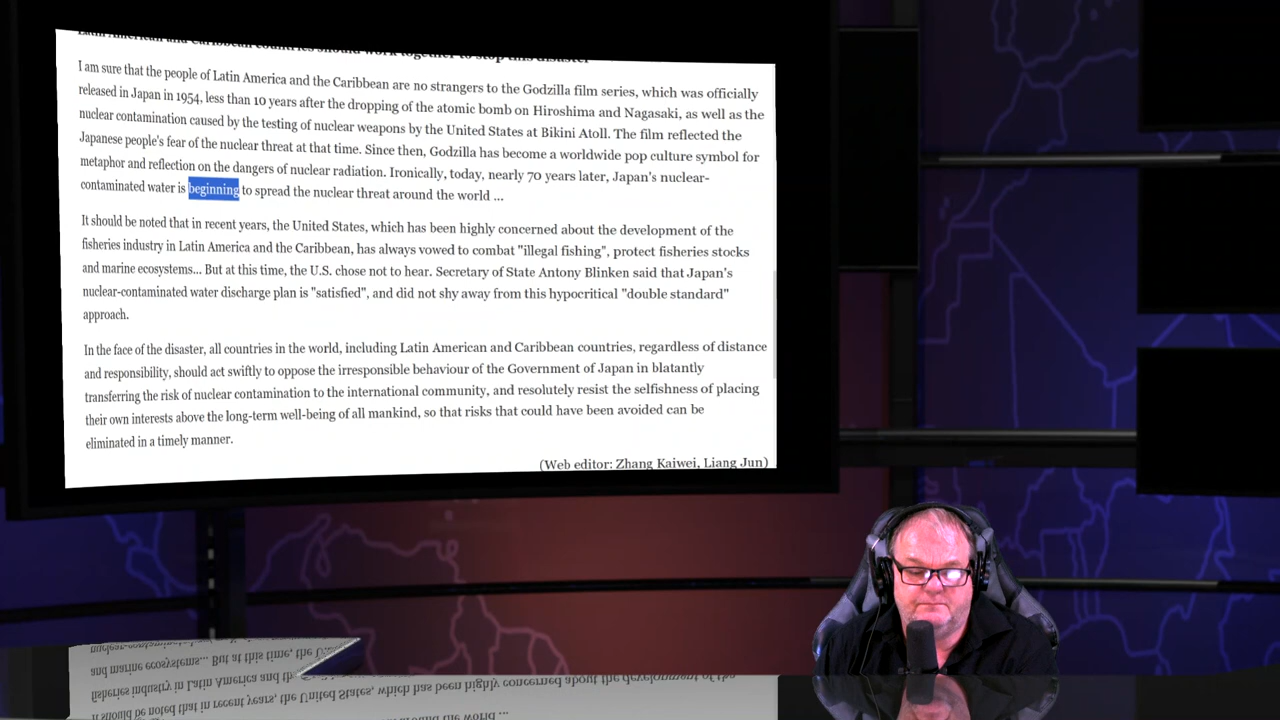 Latin American and Caribbean countries should work together to stop this disaster
I am sure that the people of Latin America and the Caribbean are no strangers to the Godzilla film series, which was officially
released in Japan in 1954, less than 10 years after the dropping of the atomic bomb on Hiroshima and Nagasaki, as well as the
nuclear contamination caused by the testing of nuclear weapons by the United States at Bikini Atoll. The film reflected the
Japanese people's fear of the nuclear threat at that time. Since then, Godzilla has become a worldwide pop culture symbol for
metaphor and reflection on the dangers of nuclear radiation. Ironically, today, nearly 70 years later, Japan's nuclear-
contaminated water is beginning to spread the nuclear threat around the world ...
It should be noted that in recent years, the United States, which has been highly concerned about the development of the
fisheries industry in Latin America and the Caribbean, has always vowed to combat "illegal fishing", protect fisheries stocks
and marine ecosystems... But at this time, the U.S. chose not to hear. Secretary of State Antony Blinken said that Japan's
nuclear-contaminated water discharge plan is "satisfied", and did not shy away from this hypocritical "double standard"
approach.
In the face of the disaster, all countries in the world, including Latin American and Caribbean countries, regardless of distance
and responsibility, should act swiftly to oppose the irresponsible behaviour of the Government of Japan in blatantly
transferring the risk of nuclear contamination to the international community, and resolutely resist the selfishness of placing
their own interests above the long-term well-being of all mankind, so that risks that could have been avoided can be
eliminated in a timely manner.
(Web editor: Zhang Kaiwei, Liang Jun)